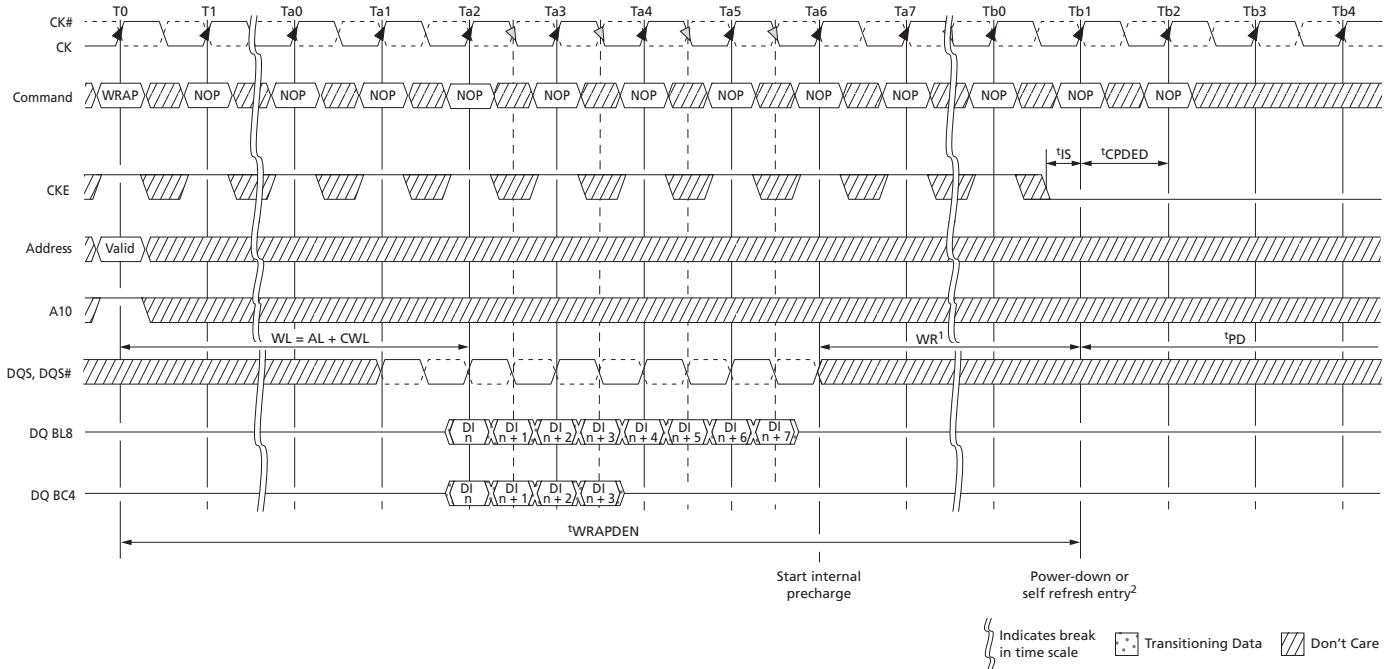 T0 T1 Ta0 Ta1 Ta2 Ta3 Ta4 Ta5 Ta6 Ta7 Tb0 Tb1 Tb2 Tb3 Tb4
CK#
CK
Command WRAP NOP NOP NOP NOP NOP NOP NOP NOP NOP NOP NOP NOP
tIS tCPDED
CKE
Address Valid
A10
WL = AL + CWL WR1 tPD
DQS, DQS#
DQ BL8 DI n DI n + 1 DI n + 2 DI n + 3 DI n + 4 DI n + 5 DI n + 6 DI n + 7
DQ BC4 DI n DI n + 1 DI n + 2 DI n + 3
tWRAPDEN
Start internal
precharge
Power-down or
self refresh entry2
Indicates break
in time scale
Transitioning Data
Don't Care